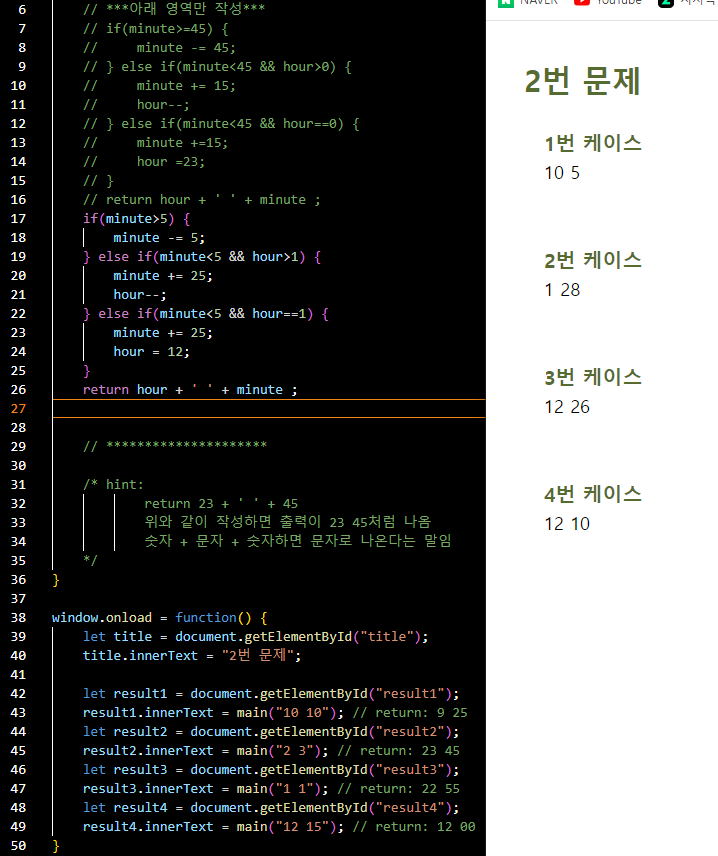 6 // ***아래 영역만 작성***
7 // if(minute>=45) {
8 //     minute -= 45;
9 // } else if(minute<45 && hour>0) {
10 //     minute += 15;
11 //     hour--;
12 // } else if(minute<45 && hour==0) {
13 //     minute +=15;
14 //     hour =23;
15 // }
16 // return hour + ' ' + minute ;
17 if(minute>5) {
18     minute -= 5;
19 } else if(minute<5 && hour>1) {
20     minute += 25;
21     hour--;
22 } else if(minute<5 && hour==1) {
23     minute += 25;
24     hour = 12;
25 }
26 return hour + ' ' + minute ;
27
28
29 // *********************
30
31 /* hint:
32         return 23 + ' ' + 45
33         위와 같이 작성하면 출력이 23 45처럼 나옴
34         숫자 + 문자 + 숫자하면 문자로 나온다는 말임
35 */
36 }
37
38 window.onload = function() {
39     let title = document.getElementById("title");
40     title.innerText = "2번 문제";
41
42     let result1 = document.getElementById("result1");
43     result1.innerText = main("10 10"); // return: 9 25
44     let result2 = document.getElementById("result2");
45     result2.innerText = main("2 3"); // return: 23 45
46     let result3 = document.getElementById("result3");
47     result3.innerText = main("1 1"); // return: 22 55
48     let result4 = document.getElementById("result4");
49     result4.innerText = main("12 15"); // return: 12 00
50 }
NAVER YouTube
2번 문제
1번 케이스
10 5
2번 케이스
1 28
3번 케이스
12 26
4번 케이스
12 10